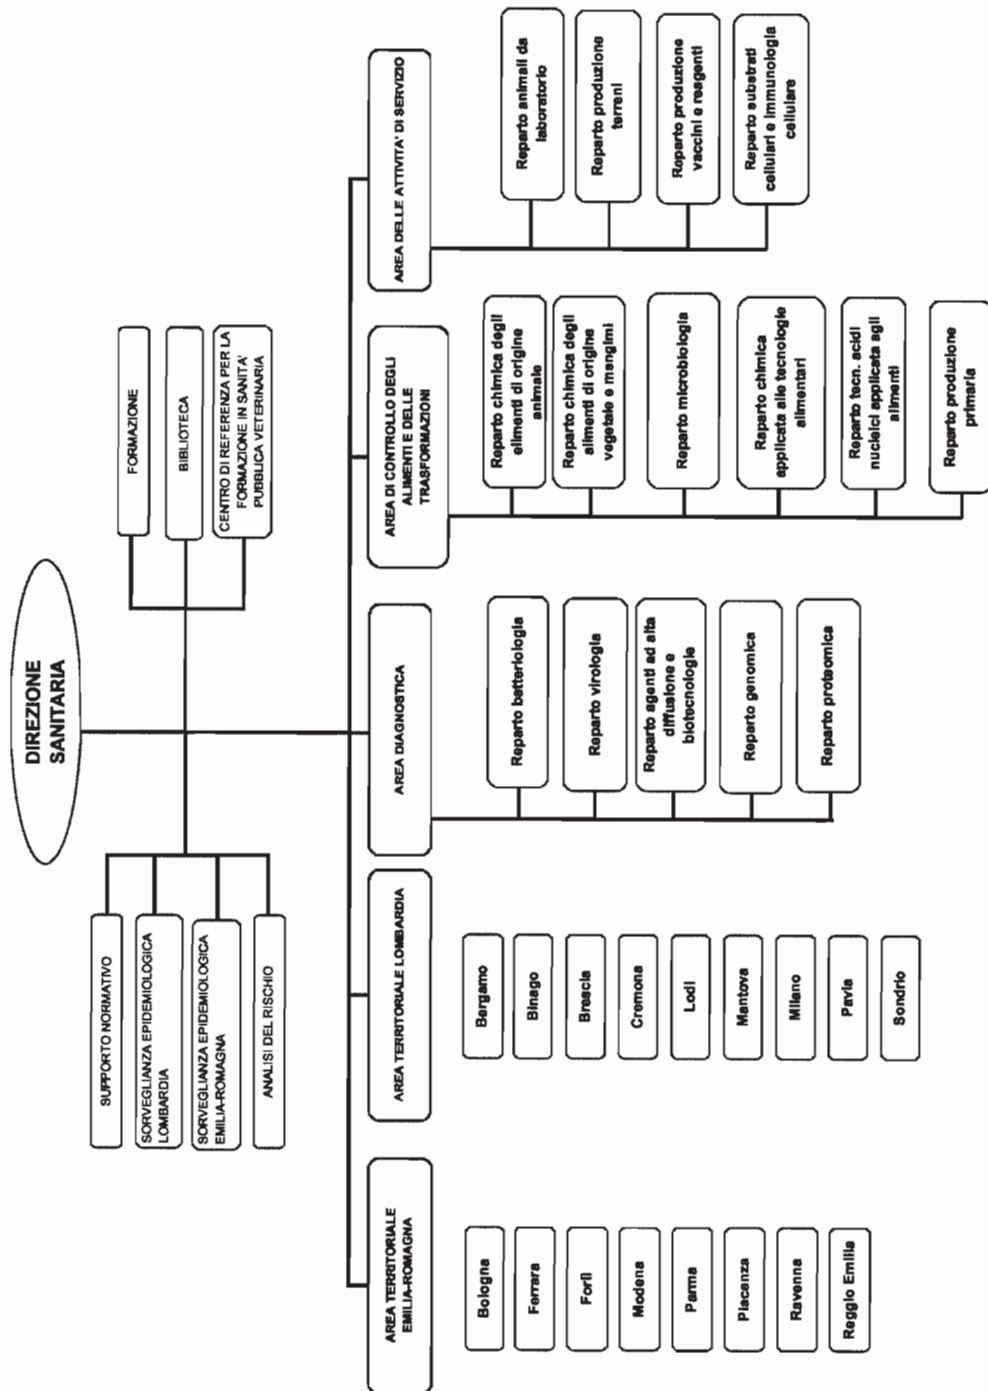 DIREZIONE
SANITARIA
SUPPORTO NORMATIVO
SORVEGLIANZA EPIDEMIOLOGICA
LOMBARDIA
SORVEGLIANZA EPIDEMIOLOGICA
EMILIA-ROMAGNA
ANALISI DEL RISCHIO
FORMAZIONE
BIBLIOTECA
CENTRO DI REFERENZA PER LA
FORMAZIONE IN SANITA'
PUBBLICA VETERINARIA
AREA TERRITORIALE
EMILIA-ROMAGNA
Bologna
Ferrara
Forlì
Modena
Parma
Piacenza
Ravenna
Reggio Emilia
AREA TERRITORIALE LOMBARDIA
Bergamo
Binago
Brescia
Cremona
Lodi
Mantova
Milano
Pavia
Sondrio
AREA DIAGNOSTICA
Reparto batteriologia
Reparto virologia
Reparto agenti ad alta
diffusione e
biotecnologie
Reparto genomica
Reparto proteomica
AREA DI CONTROLLO DEGLI
ALIMENTI E DELLE
TRASFORMAZIONI
Reparto chimica degli
alimenti di origine
animale
Reparto chimica degli
alimenti di origine
vegetale e mangimi
Reparto microbiologia
Raparto chimica
applicata alle tecnologie
alimentari
Reparto tecn. acidi
nucleici applicata agli
alimenti
Reparto produzione
primaria
AREA DELLE ATTIVITA' DI SERVIZIO
Reparto animali da
laboratorio
Reparto produzione
terreni
Reparto produzione
vaccini e reagenti
Reparto substrati
cellulari e immunologia
cellulare